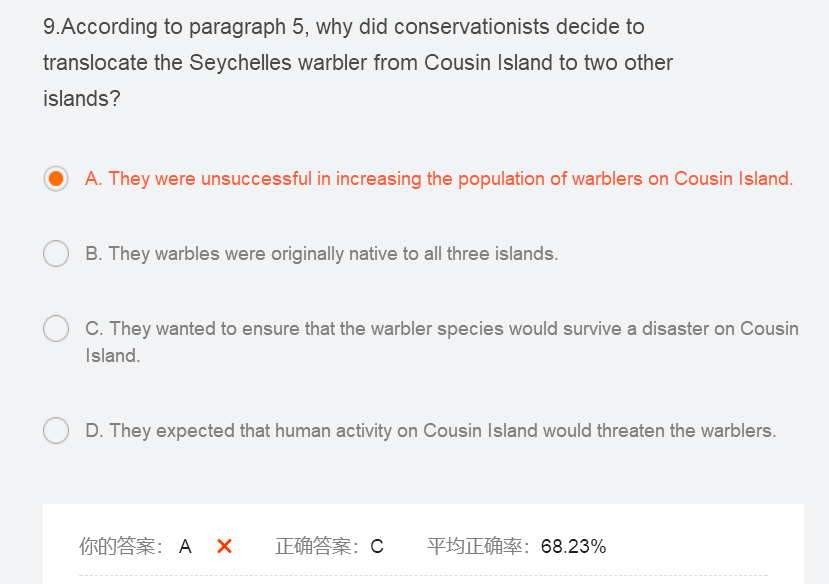 9.According to paragraph 5, why did conservationists decide to
translocate the Seychelles warbler from Cousin Island to two other
islands?
A. They were unsuccessful in increasing the population of warblers on Cousin Island.
B. They warbles were originally native to all three islands.
C. They wanted to ensure that the warbler species would survive a disaster on Cousin
Island.
D. They expected that human activity on Cousin Island would threaten the warblers.
你的答案： A ✕ 正确答案： C 平均正确率： 68.23%